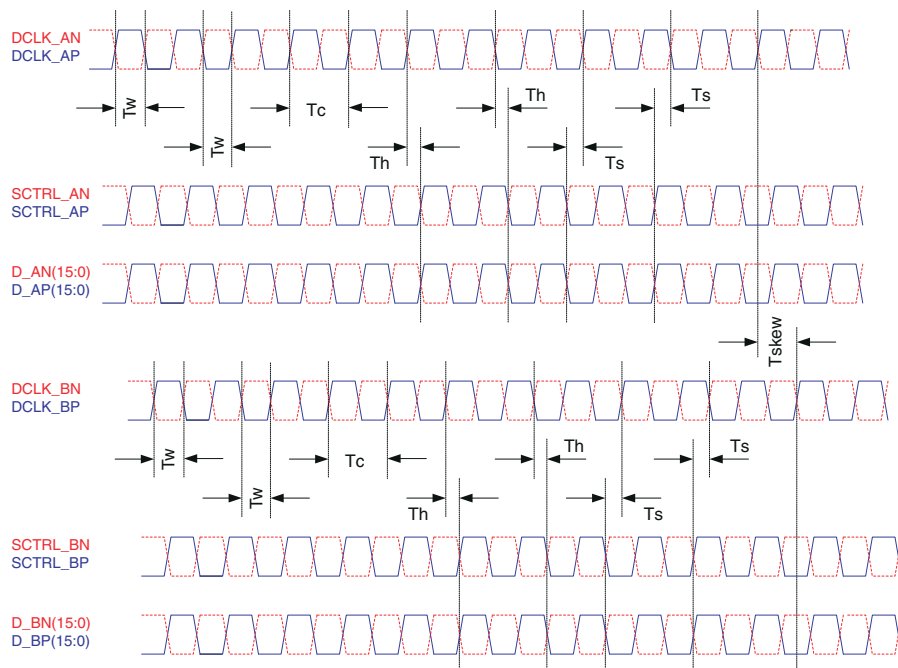 DCLK_AN
DCLK_AP
Tw
Tw
Tc
Th
Th
Ts
Ts
SCTRL_AN
SCTRL_AP
D_AN(15:0)
D_AP(15:0)
Tskew
DCLK_BN
DCLK_BP
Tw
Tw
Tc
Th
Th
Ts
Ts
SCTRL_BN
SCTRL_BP
D_BN(15:0)
D_BP(15:0)